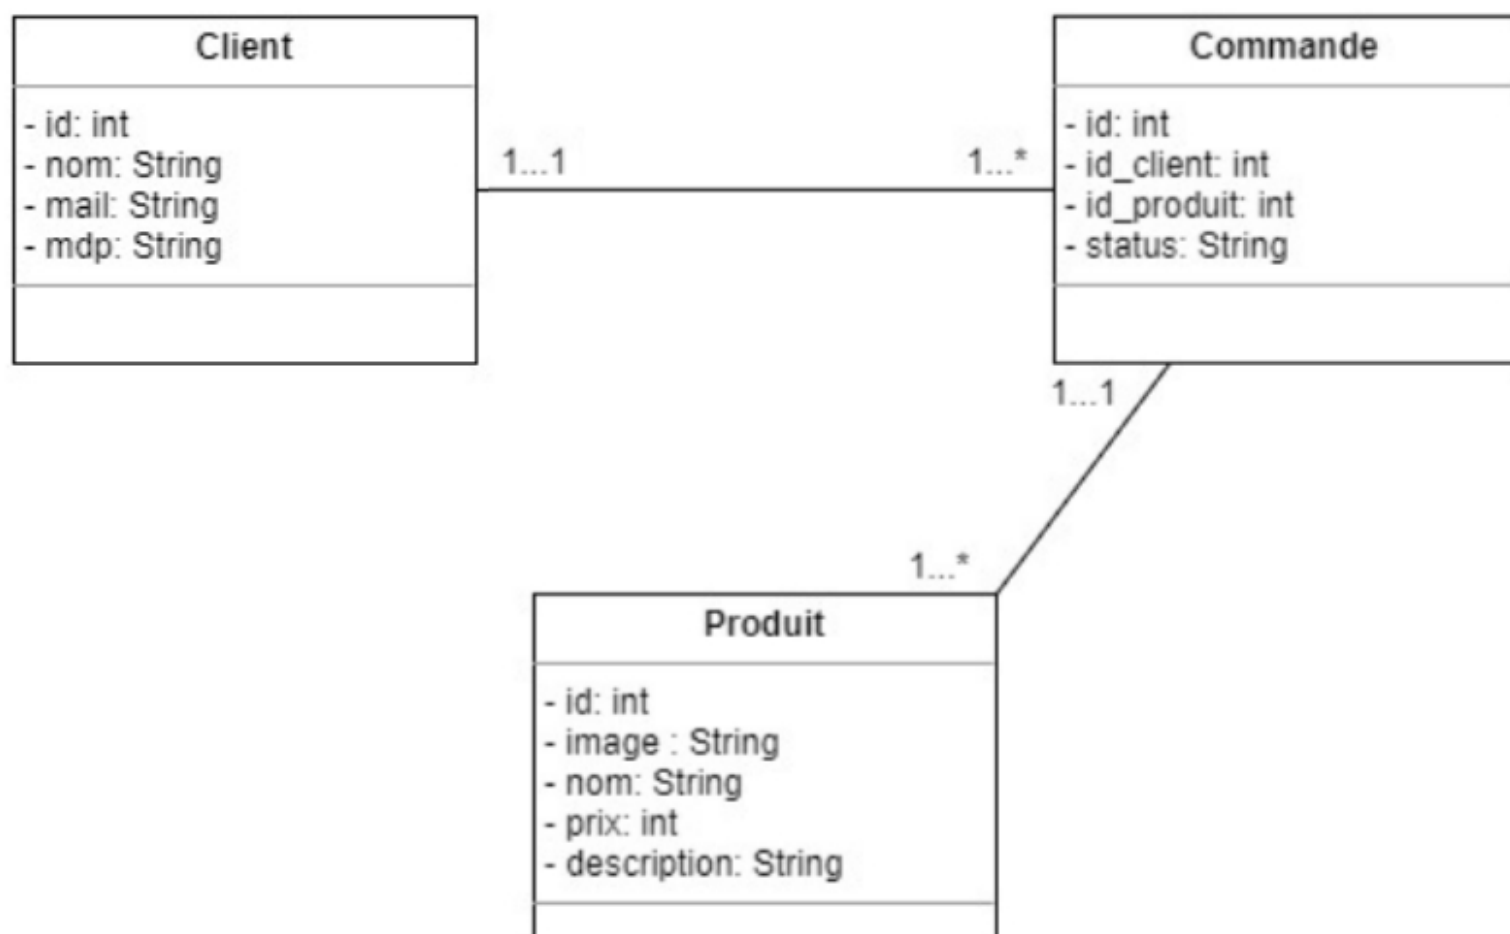 Client
- id: int
- nom: String
- mail: String
- mdp: String
1...1
1...*
Commande
- id: int
- id_client: int
- id_produit: int
- status: String
1...1
1...*
Produit
- id: int
- image : String
- nom: String
- prix: int
- description: String